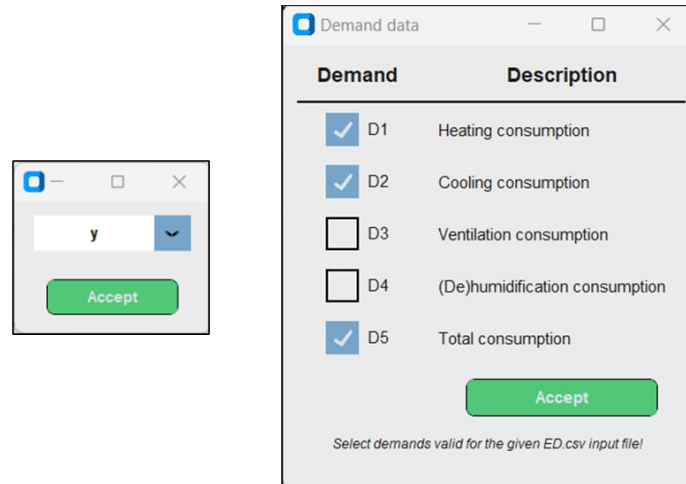 y
Accept
Demand data
Demand Description
D1 Heating consumption
D2 Cooling consumption
D3 Ventilation consumption
D4 (De)humidification consumption
D5 Total consumption
Accept
Select demands valid for the given ED.csv input file!